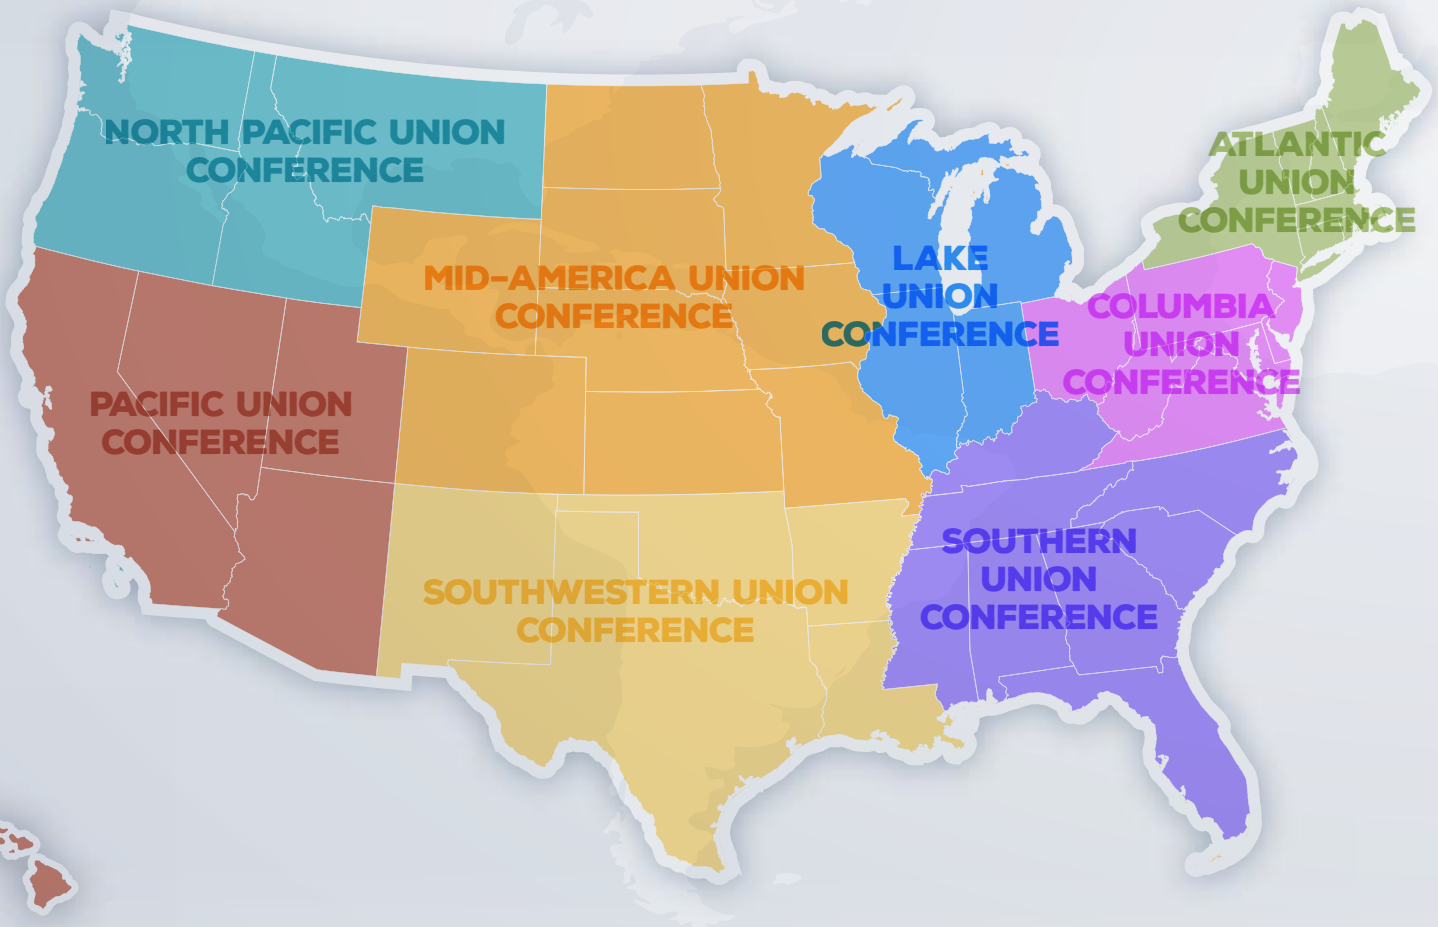 NORTH PACIFIC UNION
CONFERENCE
ATLANTIC
UNION
CONFERENCE
MID-AMERICA UNION
CONFERENCE
LAKE
UNION
CONFERENCE
COLUMBIA
UNION
CONFERENCE
PACIFIC UNION
CONFERENCE
SOUTHWESTERN UNION
CONFERENCE
SOUTHERN
UNION
CONFERENCE